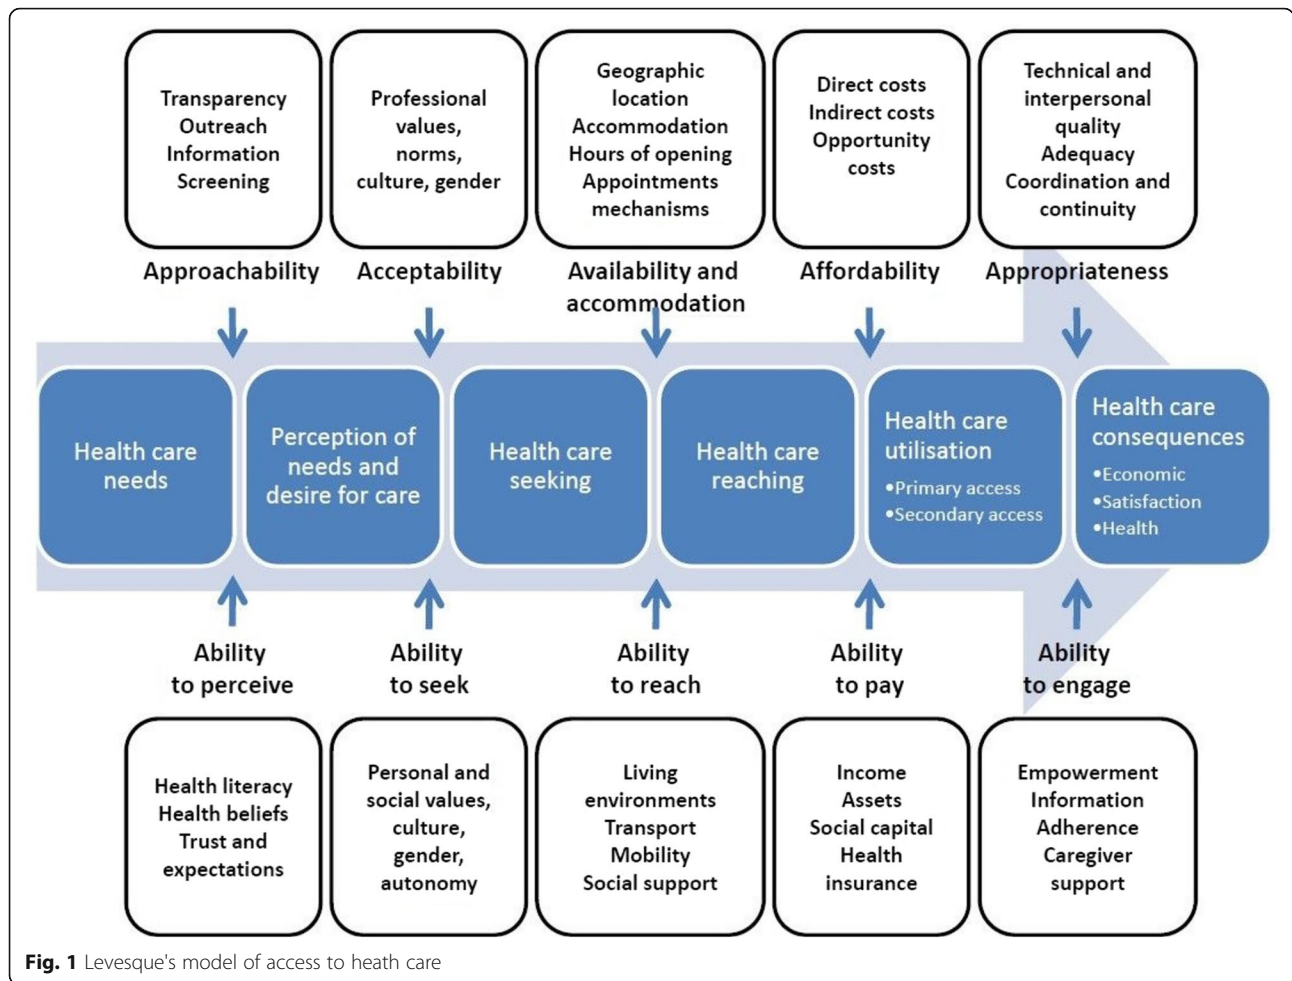 Transparency
Outreach
Information
Screening
Professional
values,
norms,
culture, gender
Geographic
location
Accommodation
Hours of opening
Appointments
mechanisms
Direct costs
Indirect costs
Opportunity
costs
Technical and
interpersonal
quality
Adequacy
Coordination and
continuity
Approachability
Acceptability
Availability and
accommodation
Affordability
Appropriateness
Health care
needs
Perception of
needs and
desire for care
Health care
seeking
Health care
reaching
Health care
utilisation
•Primary access
•Secondary access
Health care
consequences
•Economic
•Satisfaction
•Health
Ability
to perceive
Ability
to seek
Ability
to reach
Ability
to pay
Ability
to engage
Health literacy
Health beliefs
Trust and
expectations
Personal and
social values,
culture,
gender,
autonomy
Living
environments
Transport
Mobility
Social support
Income
Assets
Social capital
Health
insurance
Empowerment
Information
Adherence
Caregiver
support
Fig. 1 Levesque's model of access to heath care